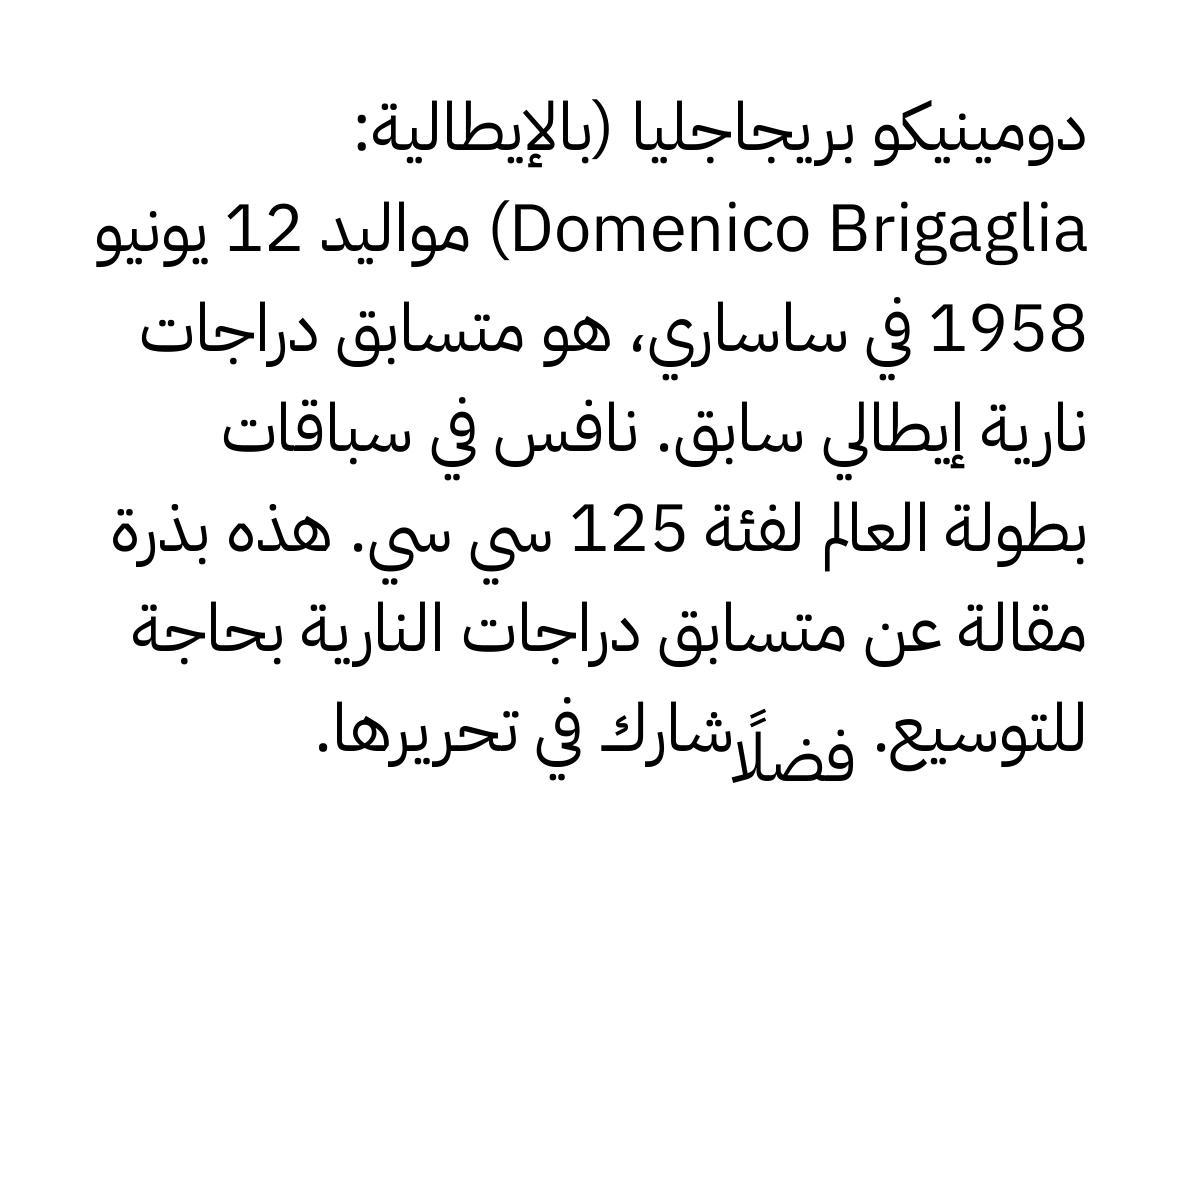 دومينيكو بريجاجليا (بالإيطالية:
Domenico Brigaglia) مواليد 12 يونيو
1958 في ساساري، هو متسابق دراجات
نارية إيطالي سابق. نافس في سباقات
بطولة العالم لفئة 125 سي سي. هذه بذرة
مقالة عن متسابق دراجات النارية بحاجة
للتوسيع. فضلًا شارك في تحريرها.